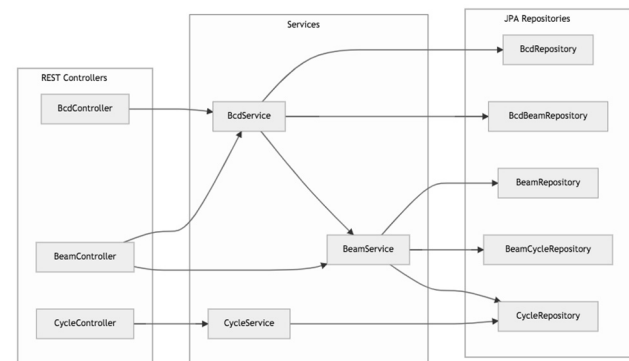 JPA Repositories
Services
BcdRepository
REST Controllers
BcdController
BcdService
BcdBeamRepository
BeamRepository
BeamController
BeamService
BeamCycleRepository
CycleController
CycleService
CycleRepository